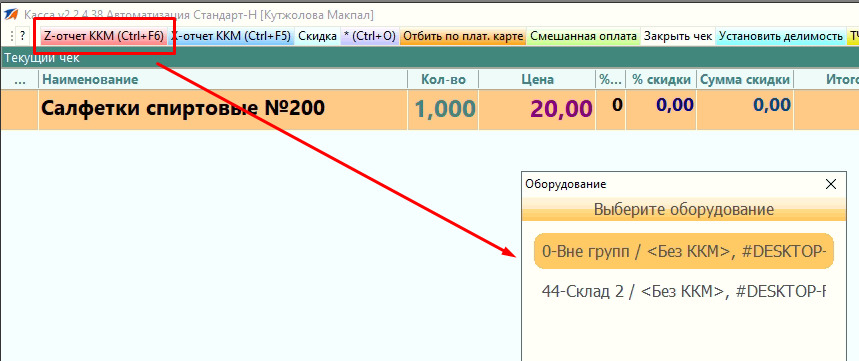 Касса v2.2.4.38 Автоматизация Стандарт-Н [Кутжолова Макпал]
? Z-отчет ККМ (Ctrl+F6) X-отчет ККМ (Ctrl+F5) Скидка * (Ctrl+O) Отбить по плат. карте Смешанная оплата Закрыть чек Установить делимость
Текущий чек
... Наименование Кол-во Цена %... % скидки Сумма скидки Итого
Салфетки спиртовые №200 1,000 20,00 0 0,00 0,00
Оборудование
Выберите оборудование
0-Вне групп / <Без ККМ>, #DESKTOP-
44-Склад 2 / <Без ККМ>, #DESKTOP-F